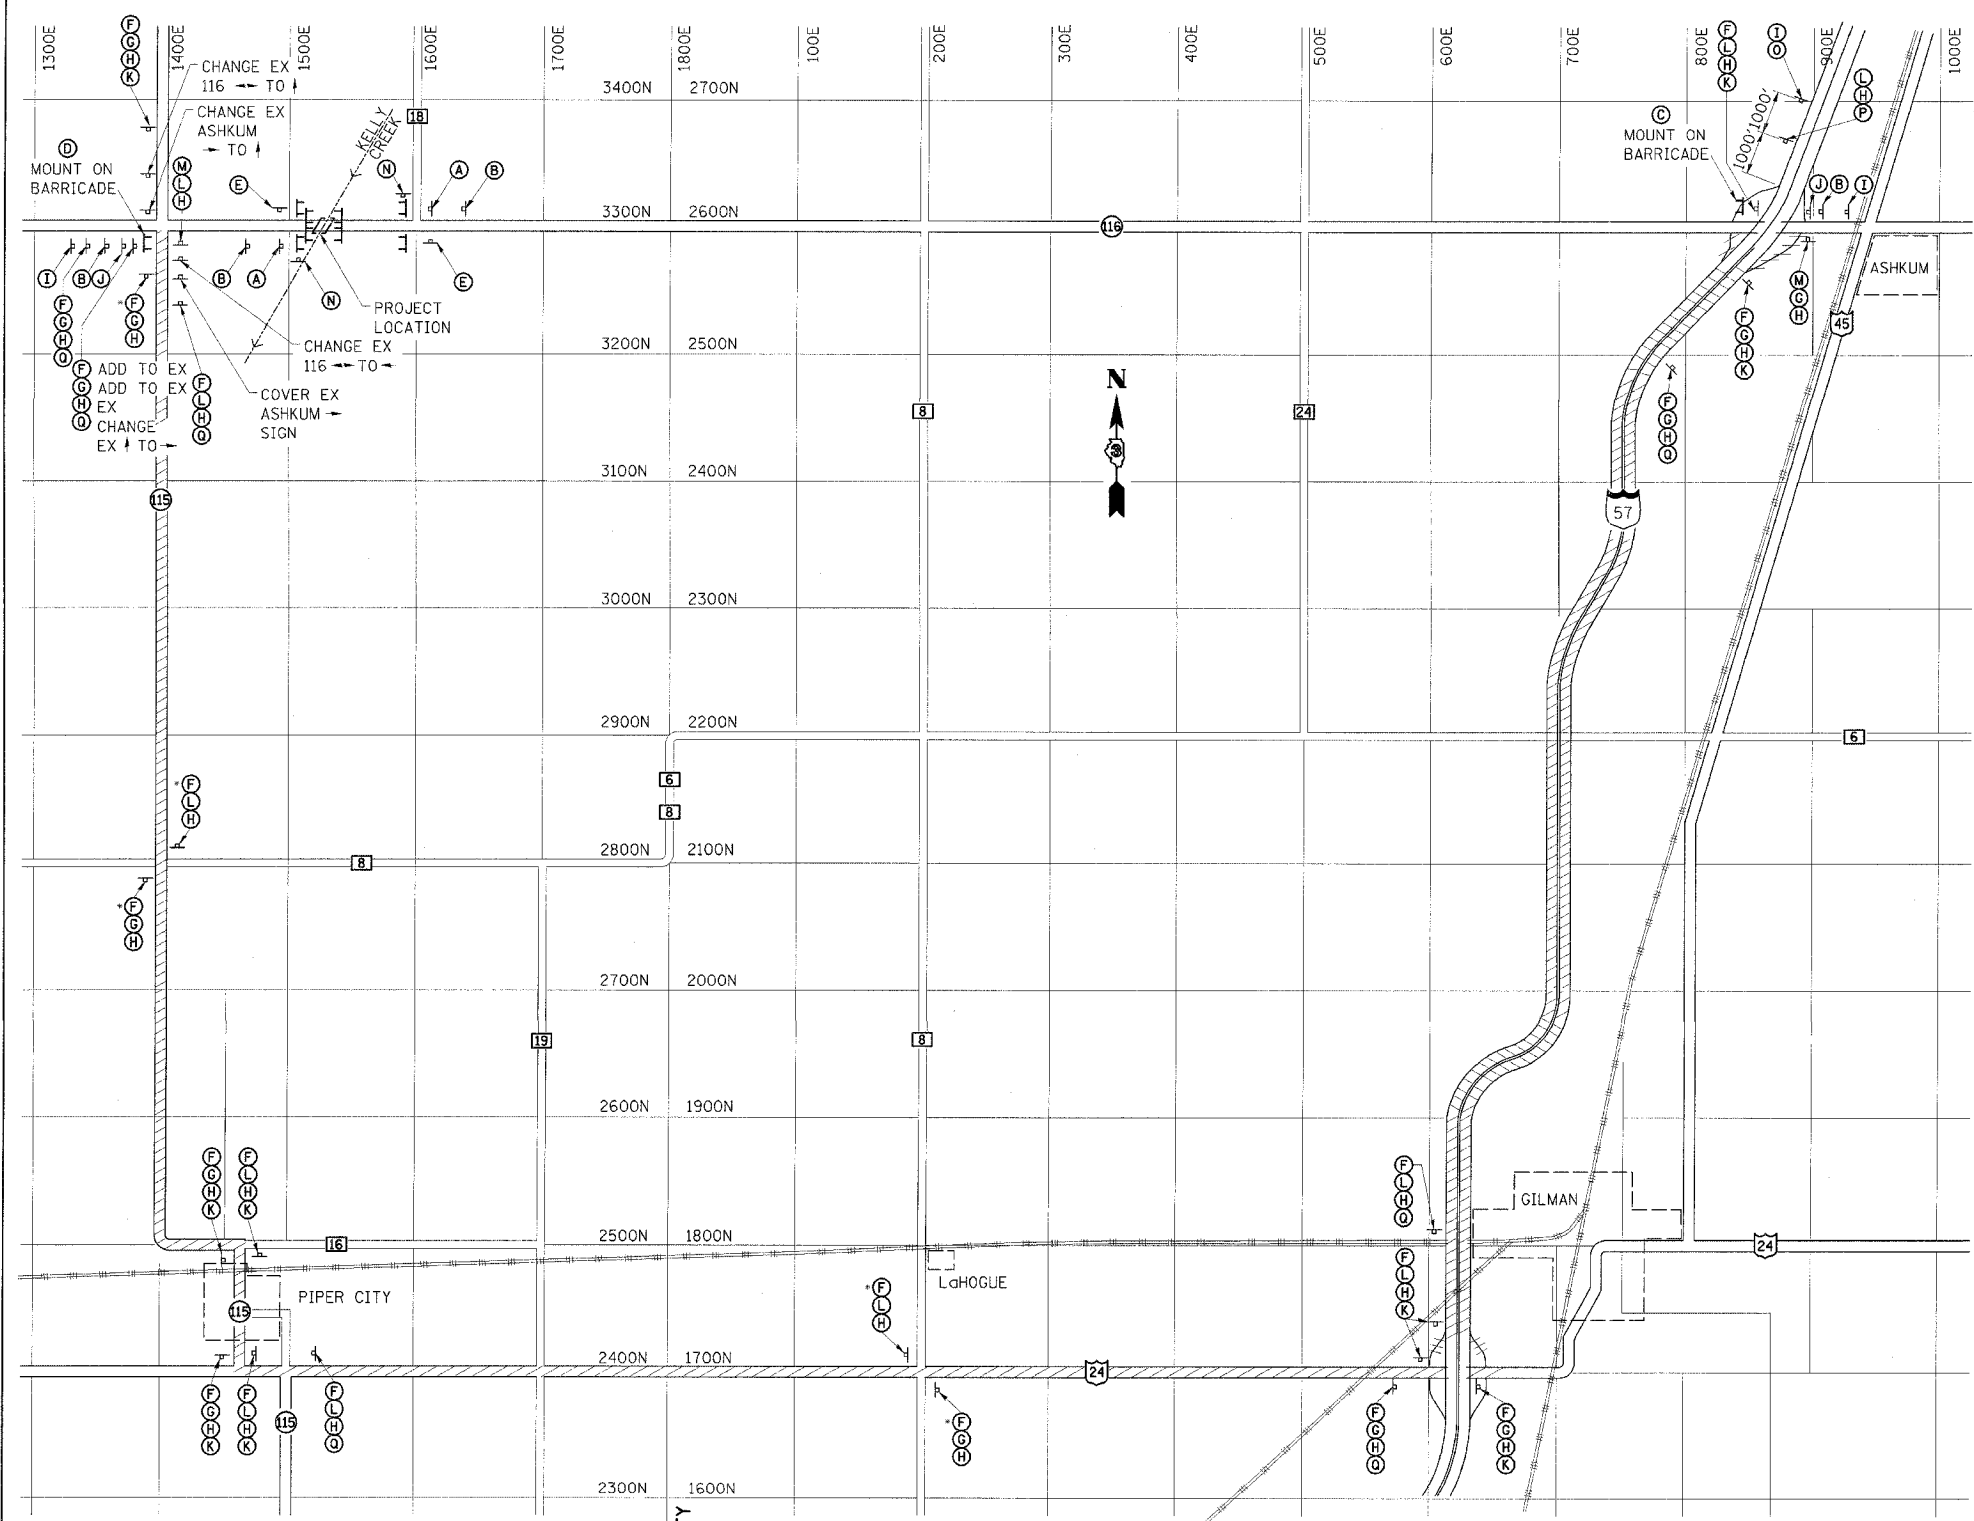 1300E
1400E
1500E
1600E
1700E
1800E
100E
200E
300E
400E
500E
600E
700E
800E
900E
1000E
F
G
H
K
CHANGE EX
116 ◄► TO ↑
CHANGE EX
ASHKUM
→ TO ↑
D
MOUNT ON
BARRICADE
M
L
H
E
KELLY
CREEK
18
N
A
B
3400N 2700N
3300N 2600N
116
F
L
H
K
I
O
L
H
P
1000'
1000'
C
MOUNT ON
BARRICADE
J
B
I
I
B
J
F
G
H
Q
*F
G
H
B
A
N
E
PROJECT
LOCATION
CHANGE EX
116 ◄► TO ←
COVER EX
ASHKUM →
SIGN
F ADD TO EX
G ADD TO EX
H EX
Q CHANGE
EX ↑ TO →
F
L
H
Q
3200N 2500N
M
G
H
F
G
H
K
F
G
H
Q
ASHKUM
45
8
N
3
24
3100N 2400N
115
57
3000N 2300N
2900N 2200N
6
6
8
*F
L
H
2800N 2100N
8
*F
G
H
2700N 2000N
19
8
2600N 1900N
F
G
H
K
F
L
H
K
F
L
H
Q
GILMAN
16
2500N 1800N
24
PIPER CITY
115
LaHOGUE
*F
L
H
F
L
H
K
2400N 1700N
24
F
G
H
K
F
L
H
K
F
L
H
Q
115
*F
G
H
F
G
H
Q
F
G
H
K
2300N 1600N
Y